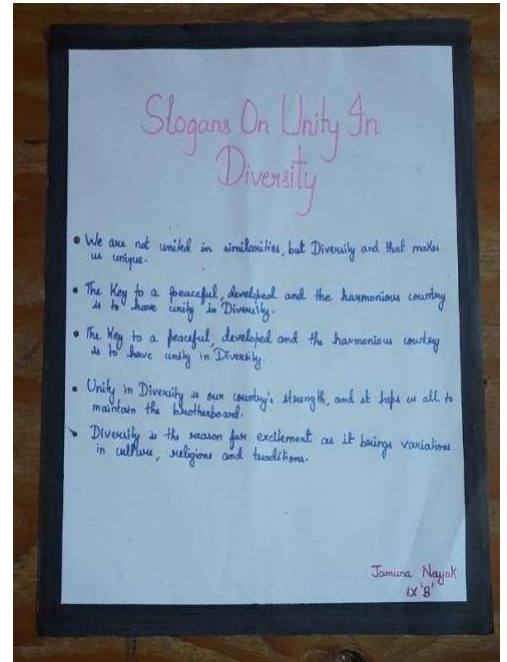 Slogans On Unity In
Diversity
• We are not united in similarities, but Diversity and that makes
us unique.
• The Key to a peaceful, developed and the harmonious country
is to have unity in Diversity.
• The Key to a peaceful, developed and the harmonious country
is to have unity in Diversity.
• Unity in Diversity is our country's strength, and it helps us all to
maintain the brotherboard.
• Diversity is the reason for excitement as it brings variations
in culture, religions and traditions.
Jamuna Nayak
IX 'B'